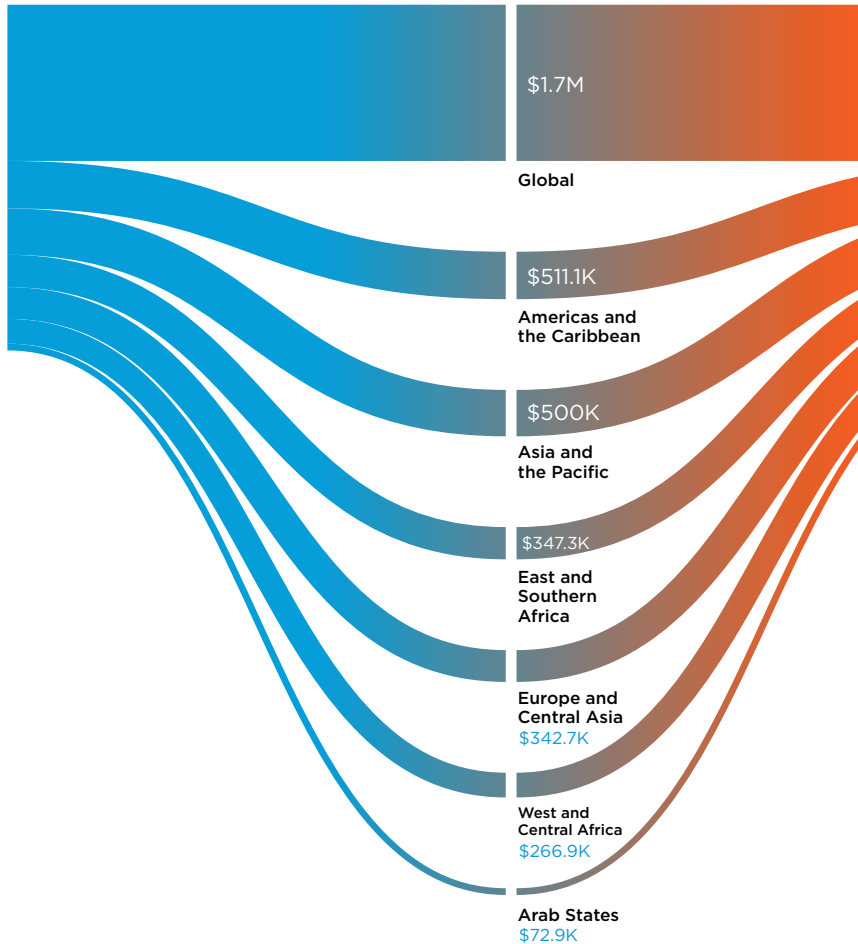 $1.7M
Global
$511.1K
Americas and
the Caribbean
$500K
Asia and
the Pacific
$347.3K
East and
Southern
Africa
Europe and
Central Asia
$342.7K
West and
Central Africa
$266.9K
Arab States
$72.9K